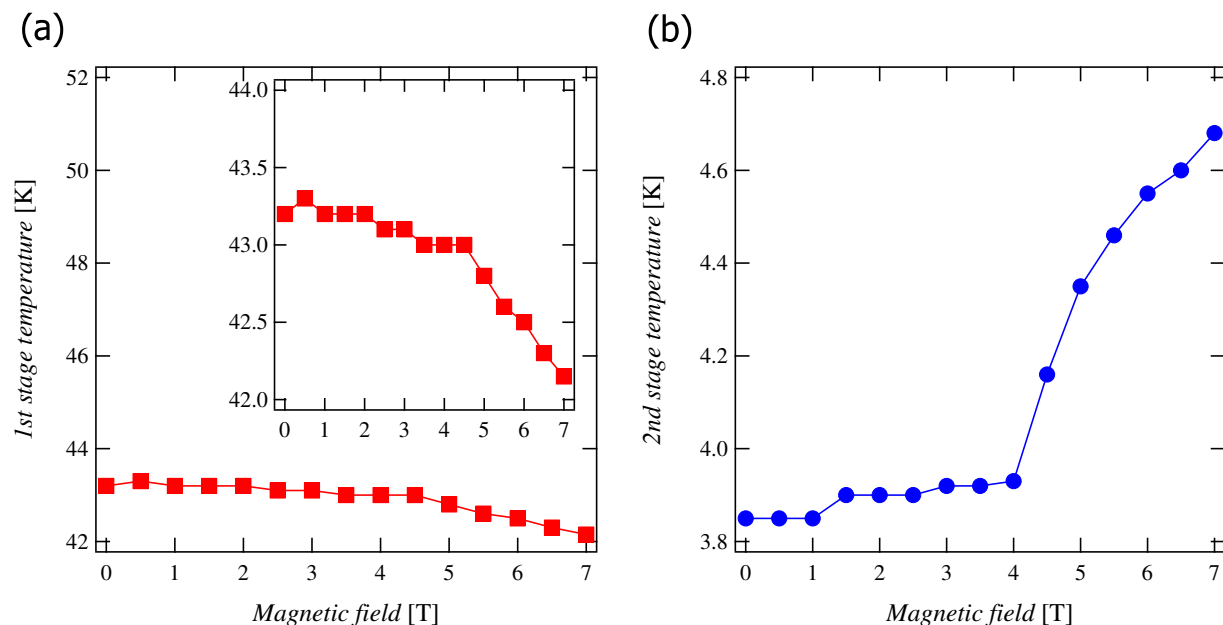 (a)
1st stage temperature [K]
52
50
48
46
44
42
0 1 2 3 4 5 6 7
Magnetic field [T]
44.0
43.5
43.0
42.5
42.0
0 1 2 3 4 5 6 7
(b)
2nd stage temperature [K]
4.8
4.6
4.4
4.2
4.0
3.8
0 1 2 3 4 5 6 7
Magnetic field [T]